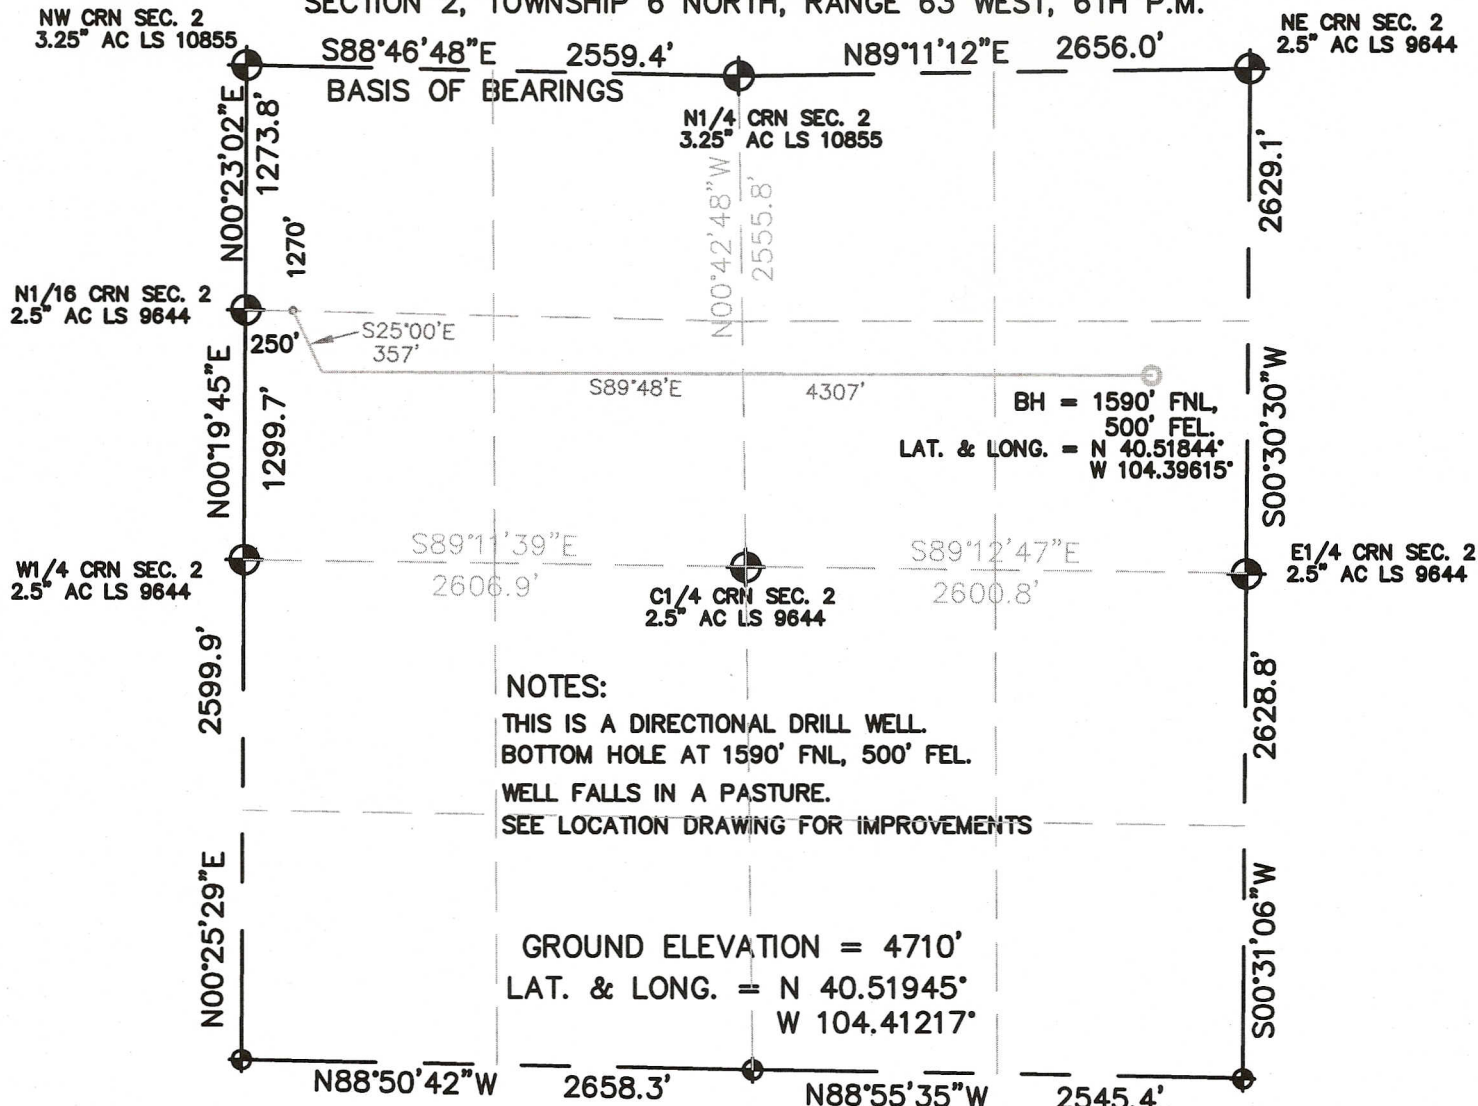 SECTION 2, TOWNSHIP 6 NORTH, RANGE 63 WEST, 6TH P.M.
NW CRN SEC. 2
3.25" AC LS 10855
NE CRN SEC. 2
2.5" AC LS 9644
S88°46'48"E 2559.4'
N89°11'12"E 2656.0'
BASIS OF BEARINGS
N1/4 CRN SEC. 2
3.25" AC LS 10855
N00°23'02"E
1273.8'
N00°42'48"W
2555.8'
2629.1'
1270'
N1/16 CRN SEC. 2
2.5" AC LS 9644
250'
S25°00'E
357'
S89°48'E 4307'
BH = 1590' FNL,
500' FEL.
LAT. & LONG. = N 40.51844°
W 104.39615°
N00°19'45"E
1299.7'
S00°30'30"W
S89°11'39"E
2606.9'
S89°12'47"E
2600.8'
W1/4 CRN SEC. 2
2.5" AC LS 9644
C1/4 CRN SEC. 2
2.5" AC LS 9644
E1/4 CRN SEC. 2
2.5" AC LS 9644
2599.9'
2628.8'
NOTES:
THIS IS A DIRECTIONAL DRILL WELL.
BOTTOM HOLE AT 1590' FNL, 500' FEL.
WELL FALLS IN A PASTURE.
SEE LOCATION DRAWING FOR IMPROVEMENTS
N00°25'29"E
S00°31'06"W
GROUND ELEVATION = 4710'
LAT. & LONG. = N 40.51945°
W 104.41217°
N88°50'42"W 2658.3'
N88°55'35"W 2545.4'